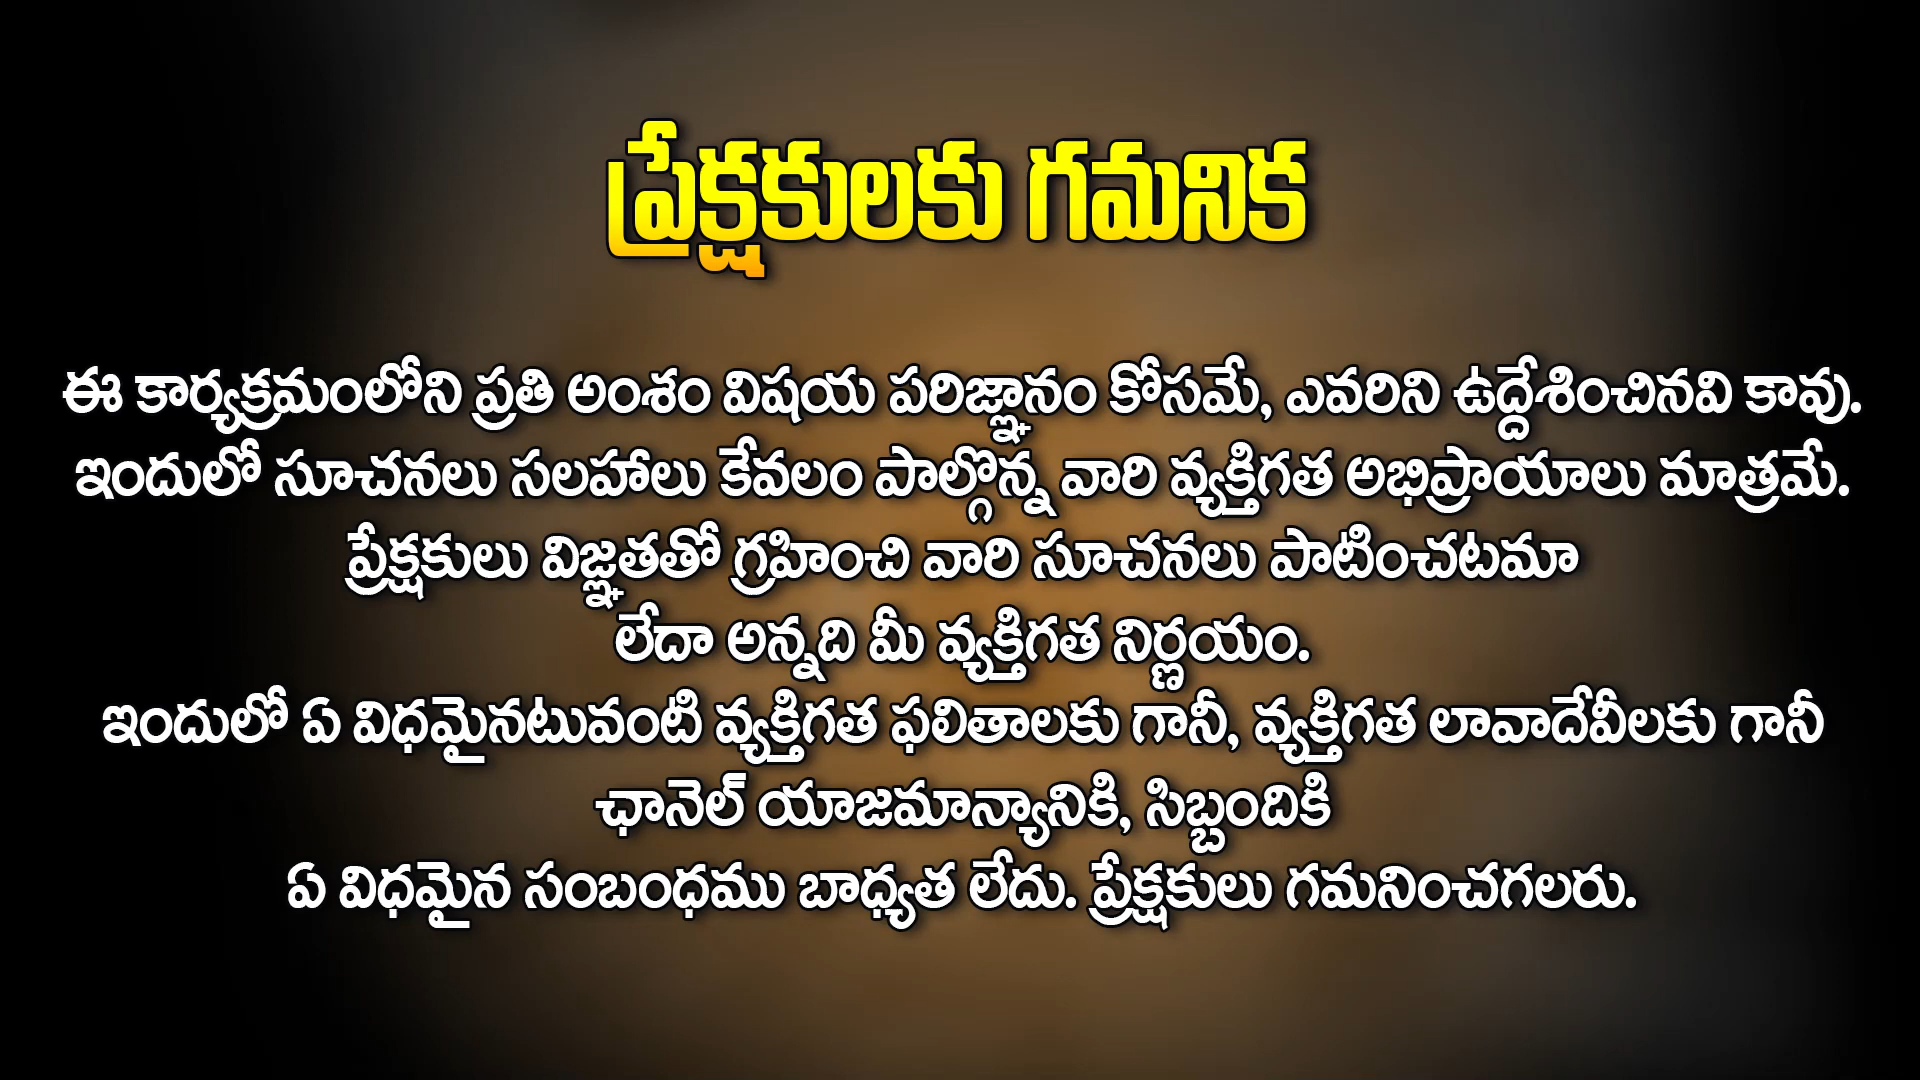 ప్రేక్షకులకు గమనిక
ఈ కార్యక్రమంలోని ప్రతి అంశం విషయ పరిజ్ఞానం కోసమే, ఎవరిని ఉద్దేశించినవి కావు.
ఇందులో సూచనలు సలహాలు కేవలం పాల్గొన్న వారి వ్యక్తిగత అభిప్రాయాలు మాత్రమే.
ప్రేక్షకులు విజ్ఞతతో గ్రహించి వారి సూచనలు పాటించటమా
లేదా అన్నది మీ వ్యక్తిగత నిర్ణయం.
ఇందులో ఏ విధమైనటువంటి వ్యక్తిగత ఫలితాలకు గానీ, వ్యక్తిగత లావాదేవీలకు గానీ
ఛానెల్ యాజమాన్యానికి, సిబ్బందికి
ఏ విధమైన సంబంధము బాధ్యత లేదు. ప్రేక్షకులు గమనించగలరు.